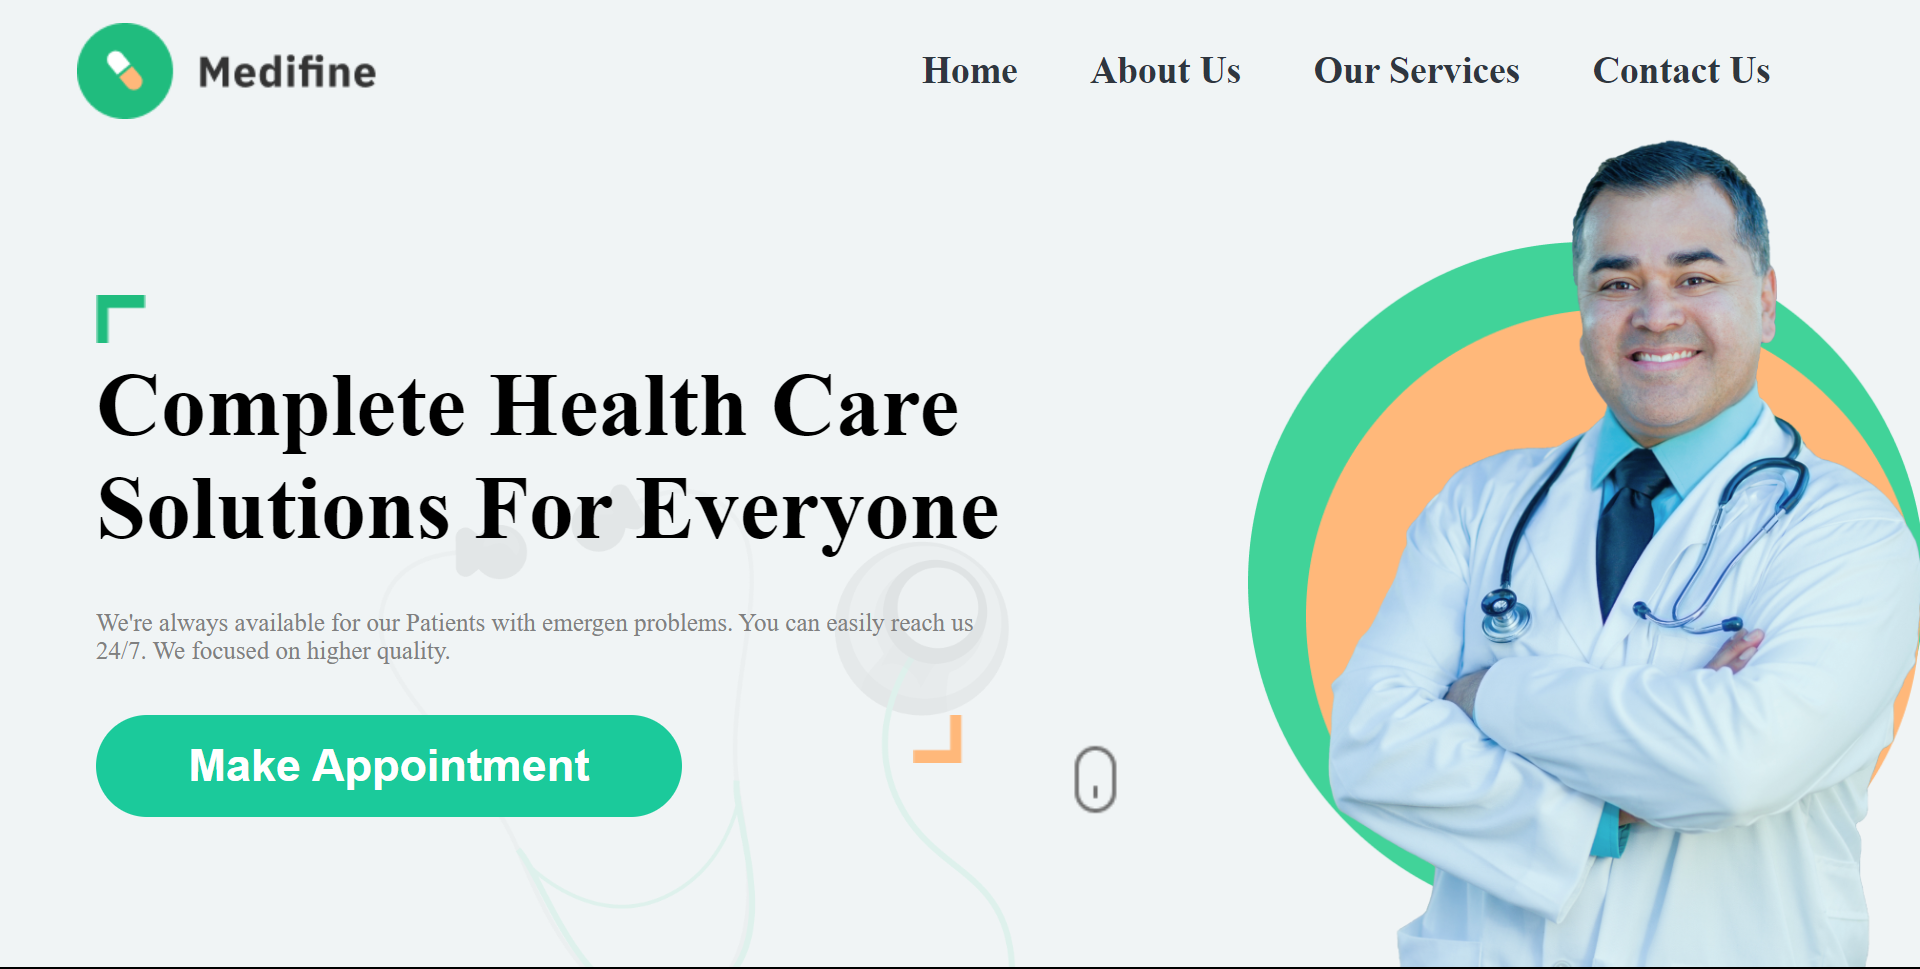 Medifine
Home About Us Our Services Contact Us
Complete Health Care
Solutions For Everyone
We're always available for our Patients with emergen problems. You can easily reach us
24/7. We focused on higher quality.
Make Appointment